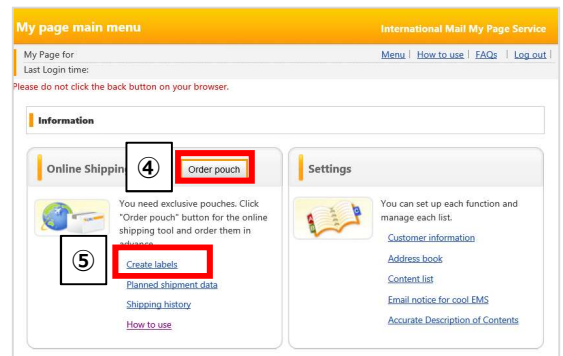 My page main menu
International Mail My Page Service
My Page for
Menu | How to use | FAQs | Log out |
Last Login time:
Please do not click the back button on your browser.
Information
Online Shippin
④
Order pouch
You need exclusive pouches. Click
"Order pouch" button for the online
shipping tool and order them in
advance
⑤
Create labels
Planned shipment data
Shipping history
How to use
Settings
You can set up each function and
manage each list.
Customer information
Address book
Content list
Email notice for cool EMS
Accurate Description of Contents